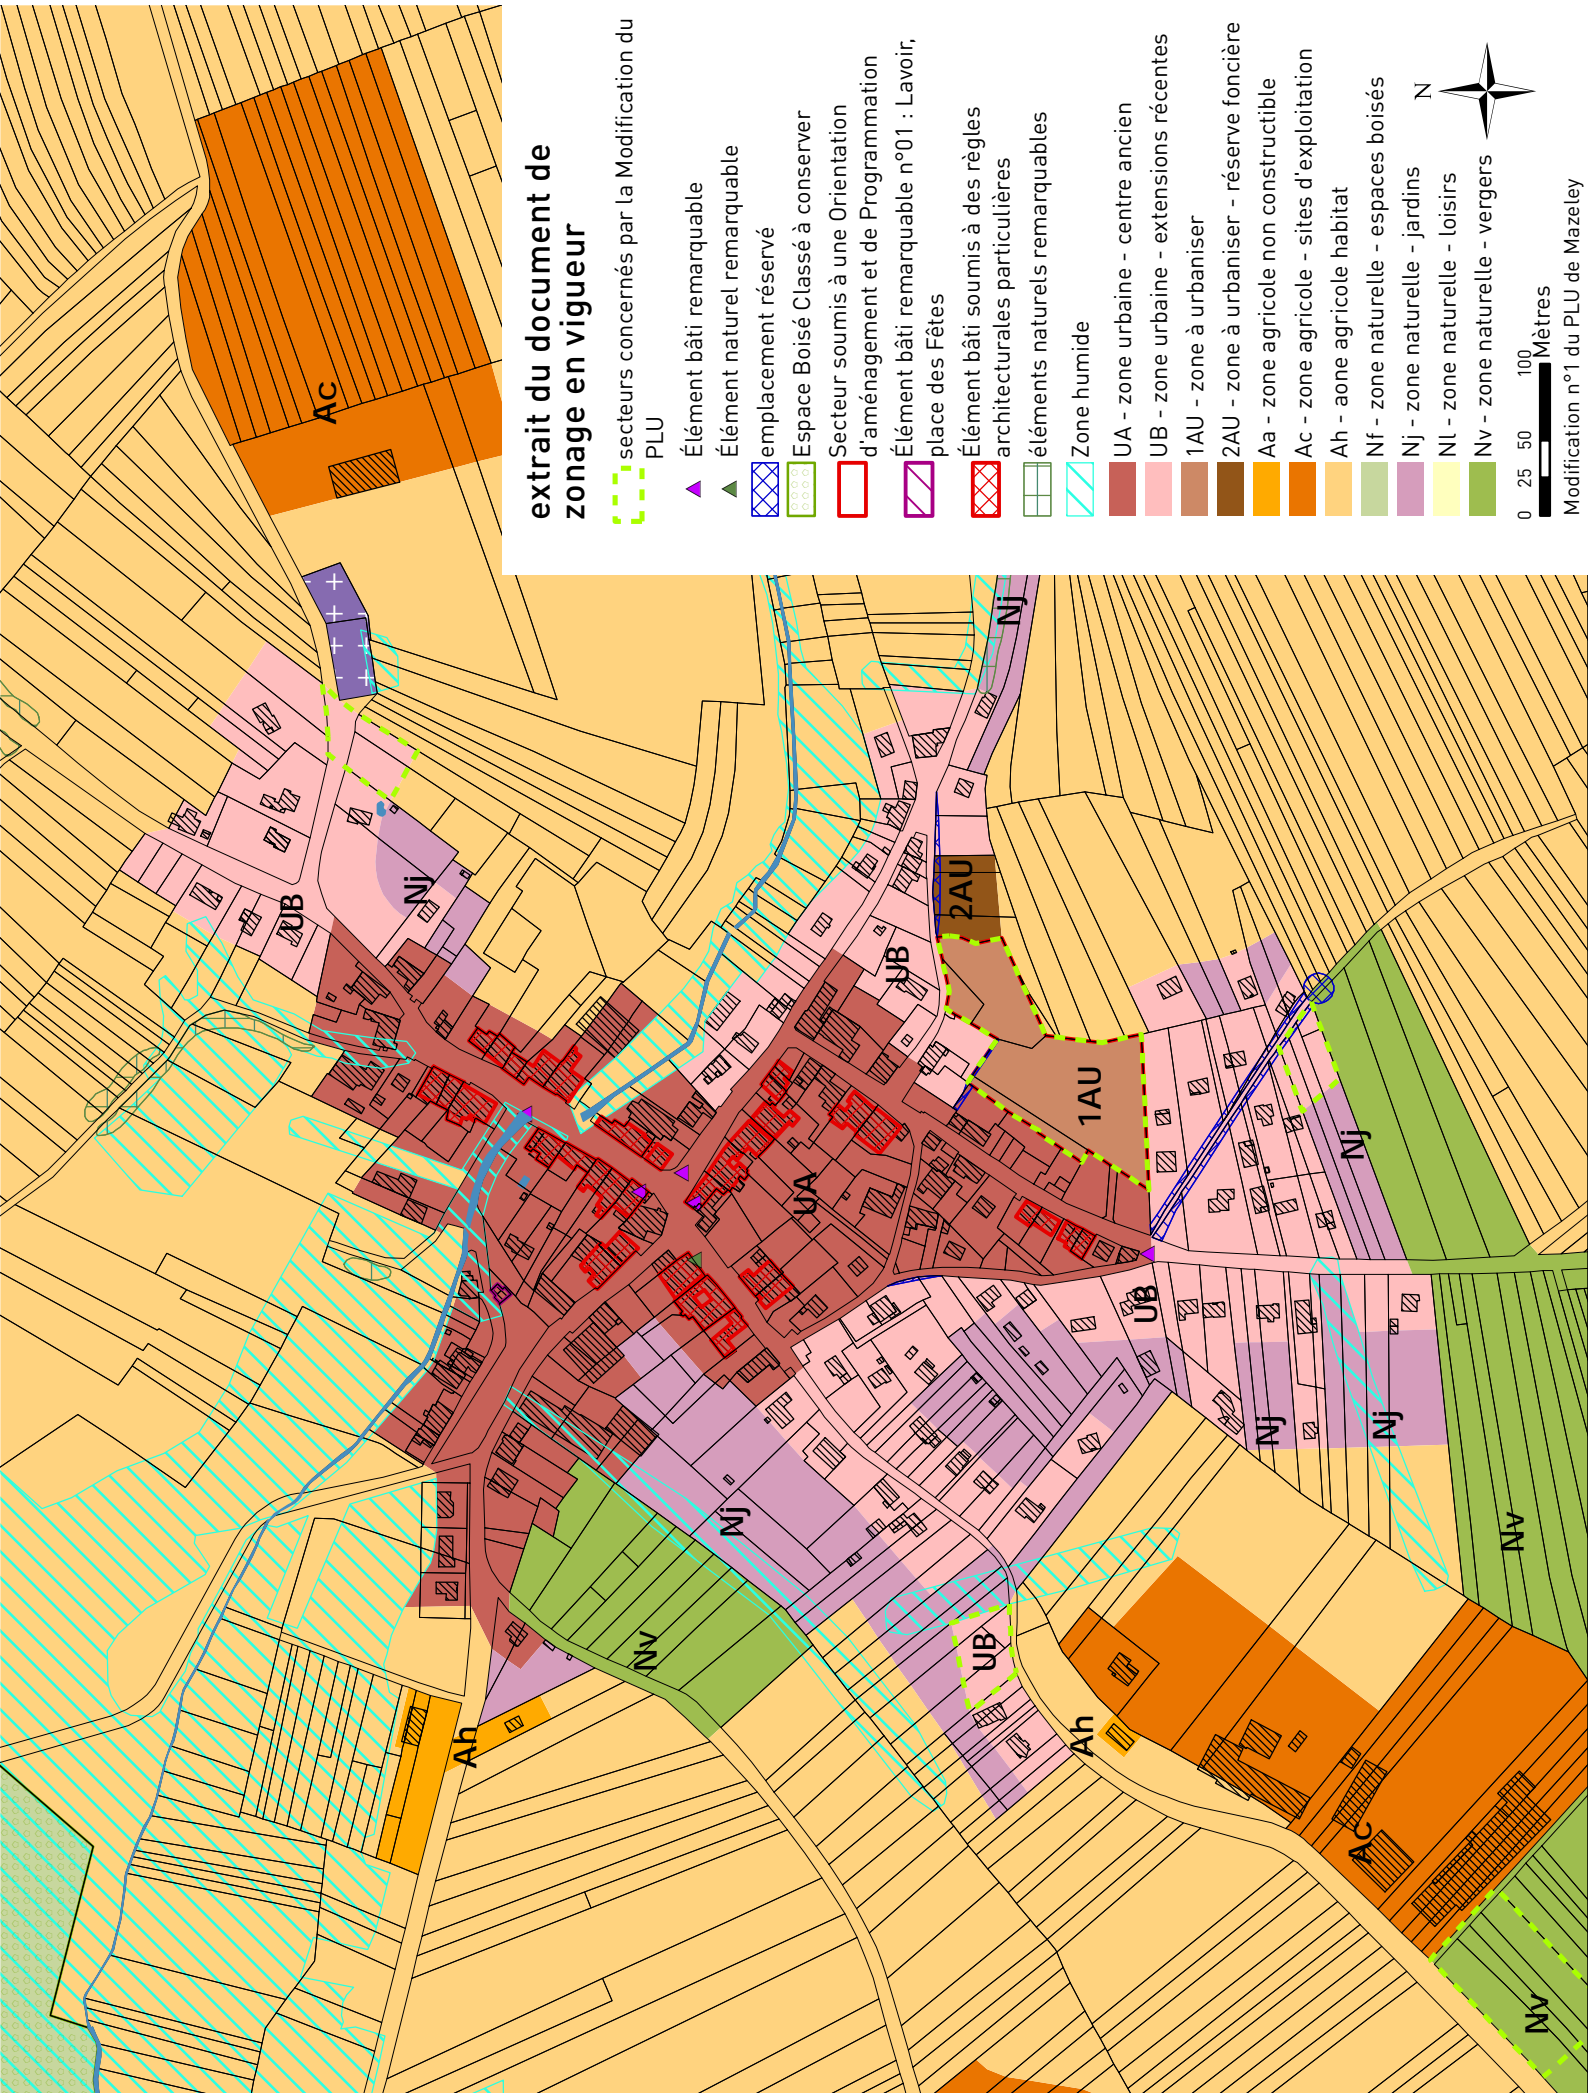 extrait du document de
zonage en vigueur
secteurs concernés par la Modification du
PLU
Élément bâti remarquable
Élément naturel remarquable
emplacement réservé
Espace Boisé Classé à conserver
Secteur soumis à une Orientation
d'aménagement et de Programmation
Élément bâti remarquable n°01 : Lavoir,
place des Fêtes
Élément bâti soumis à des règles
architecturales particulières
éléments naturels remarquables
Zone humide
UA - zone urbaine - centre ancien
UB - zone urbaine - extensions récentes
1AU - zone à urbaniser
2AU - zone à urbaniser - réserve foncière
Aa - zone agricole non constructible
Ac - zone agricole - sites d'exploitation
Ah - aone agricole habitat
Nf - zone naturelle - espaces boisés
Nj - zone naturelle - jardins
Nl - zone naturelle - loisirs
Nv - zone naturelle - vergers
N
0 25 50 100
Mètres
Modification n°1 du PLU de Mazeley
Ac
UB
Nj
Nj
2AU
UB
1AU
UA
Nj
UB
Nj
Nj
Nj
Nv
Nv
UB
Ah
Ah
Ac
Nv